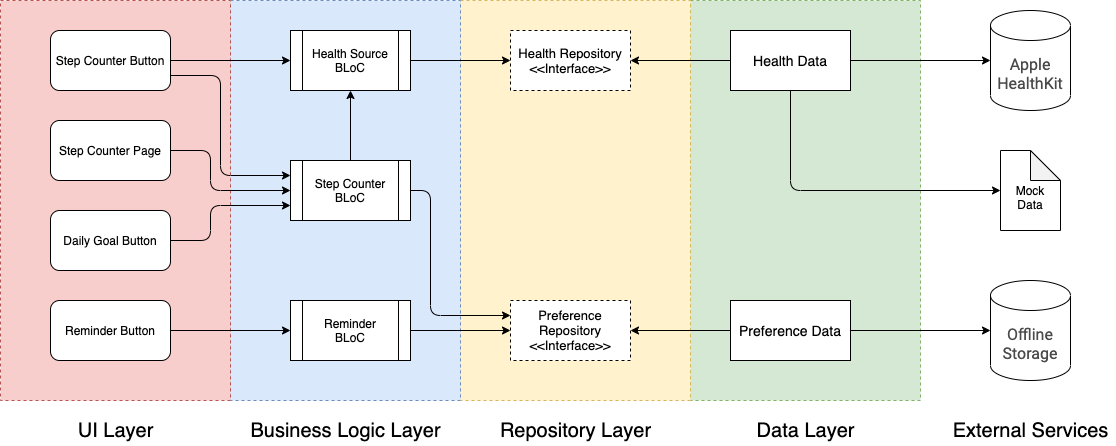 Step Counter Button
Health Source
BLoC
Health Repository
<<Interface>>
Health Data
Apple
HealthKit
Step Counter Page
Step Counter
BLoC
Mock
Data
Daily Goal Button
Reminder Button
Reminder
BLoC
Preference
Repository
<<Interface>>
Preference Data
Offline
Storage
UI Layer
Business Logic Layer
Repository Layer
Data Layer
External Services